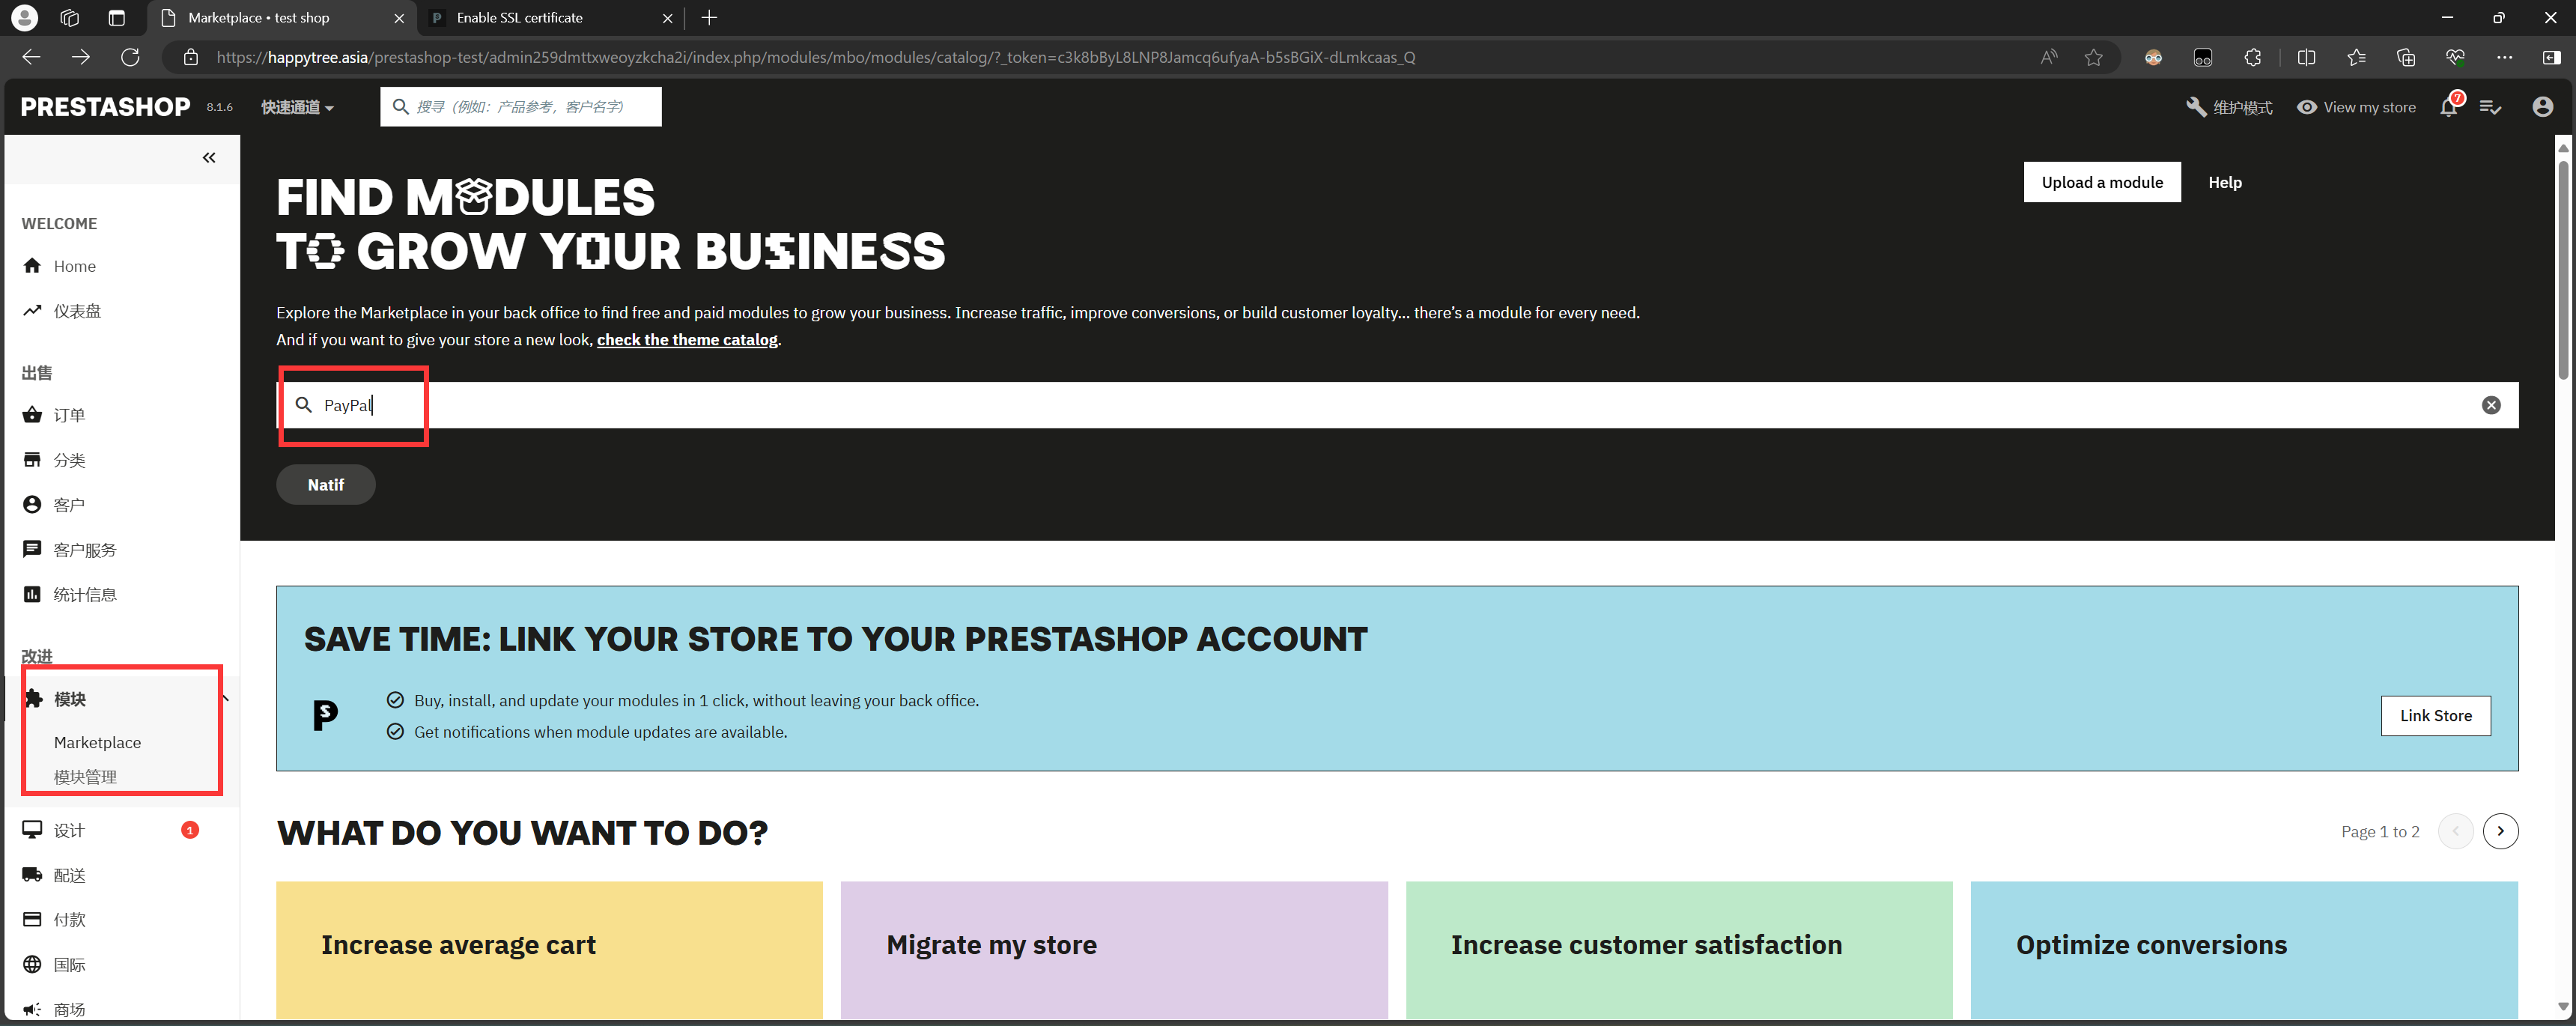 Marketplace • test shop
Enable SSL certificate
https://happytree.asia/prestashop-test/admin259dmttxweoyzkcha2i/index.php/modules/mbo/modules/catalog/?_token=c3k8bByL8LNP8Jamcq6ufyaA-b5sBGiX-dLmkcaas_Q
PRESTASHOP 8.1.6 快速通道 搜寻（例如：产品参考，客户名字） 维护模式 View my store 7
FIND MODULES
TO GROW YOUR BUSINESS
Upload a module Help
Explore the Marketplace in your back office to find free and paid modules to grow your business. Increase traffic, improve conversions, or build customer loyalty... there's a module for every need.
And if you want to give your store a new look, check the theme catalog.
PayPal
Natif
WELCOME
Home
仪表盘
出售
订单
分类
客户
客户服务
统计信息
改进
模块
Marketplace
模块管理
设计 1
配送
付款
国际
商场
SAVE TIME: LINK YOUR STORE TO YOUR PRESTASHOP ACCOUNT
Buy, install, and update your modules in 1 click, without leaving your back office.
Get notifications when module updates are available.
Link Store
WHAT DO YOU WANT TO DO?
Page 1 to 2
Increase average cart
Migrate my store
Increase customer satisfaction
Optimize conversions